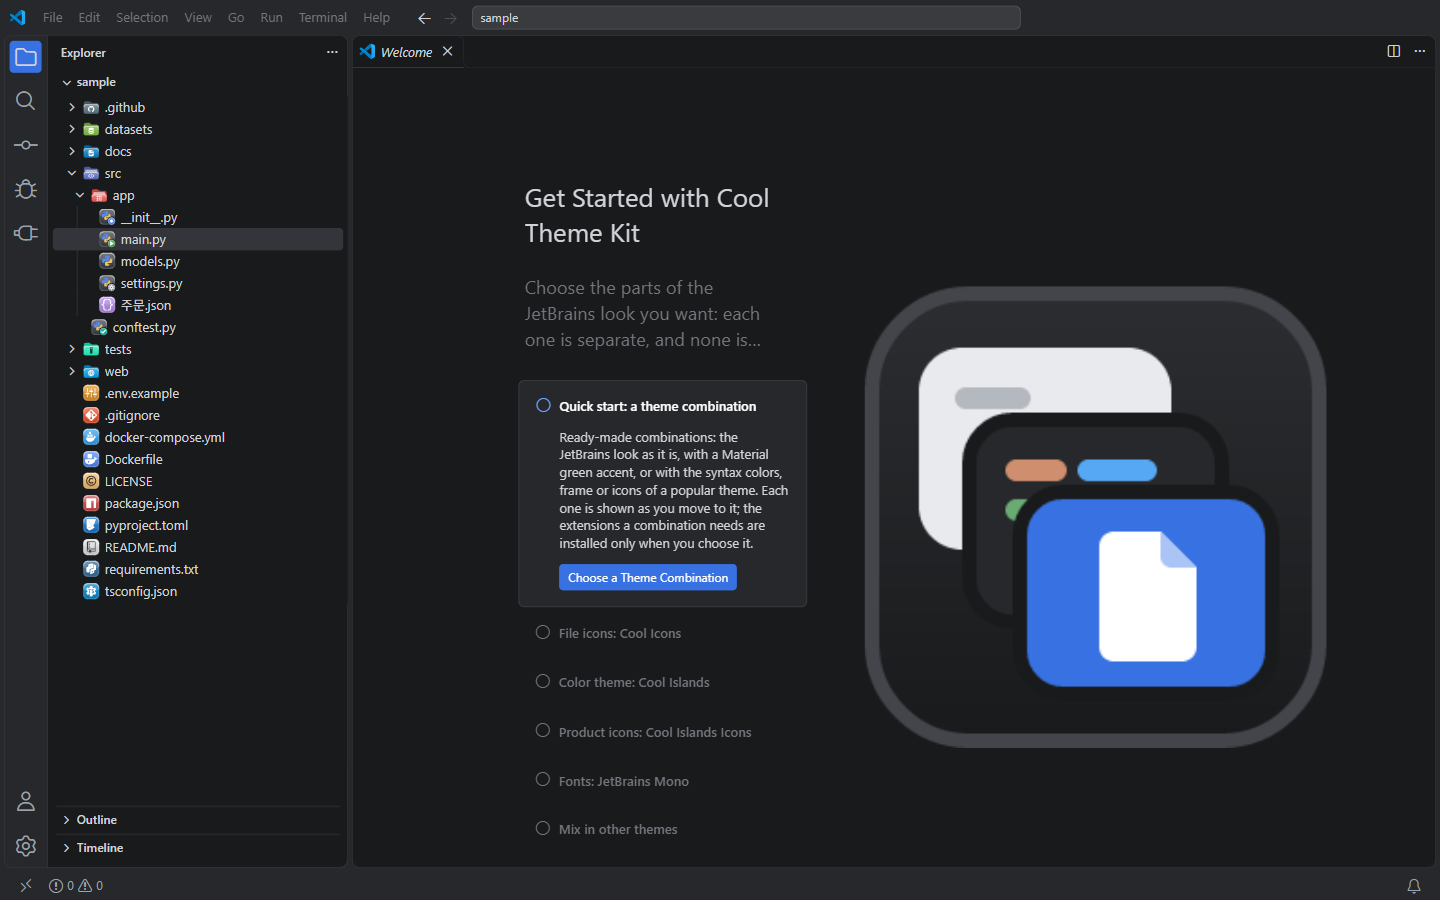 File Edit Selection View Go Run Terminal Help
sample
Explorer
Welcome
sample
.github
datasets
docs
src
app
__init__.py
main.py
models.py
settings.py
주문.json
conftest.py
tests
web
.env.example
.gitignore
docker-compose.yml
Dockerfile
LICENSE
package.json
pyproject.toml
README.md
requirements.txt
tsconfig.json
Outline
Timeline
Get Started with Cool
Theme Kit
Choose the parts of the
JetBrains look you want: each
one is separate, and none is...
Quick start: a theme combination
Ready-made combinations: the
JetBrains look as it is, with a Material
green accent, or with the syntax colors,
frame or icons of a popular theme. Each
one is shown as you move to it; the
extensions a combination needs are
installed only when you choose it.
Choose a Theme Combination
File icons: Cool Icons
Color theme: Cool Islands
Product icons: Cool Islands Icons
Fonts: JetBrains Mono
Mix in other themes
0 0